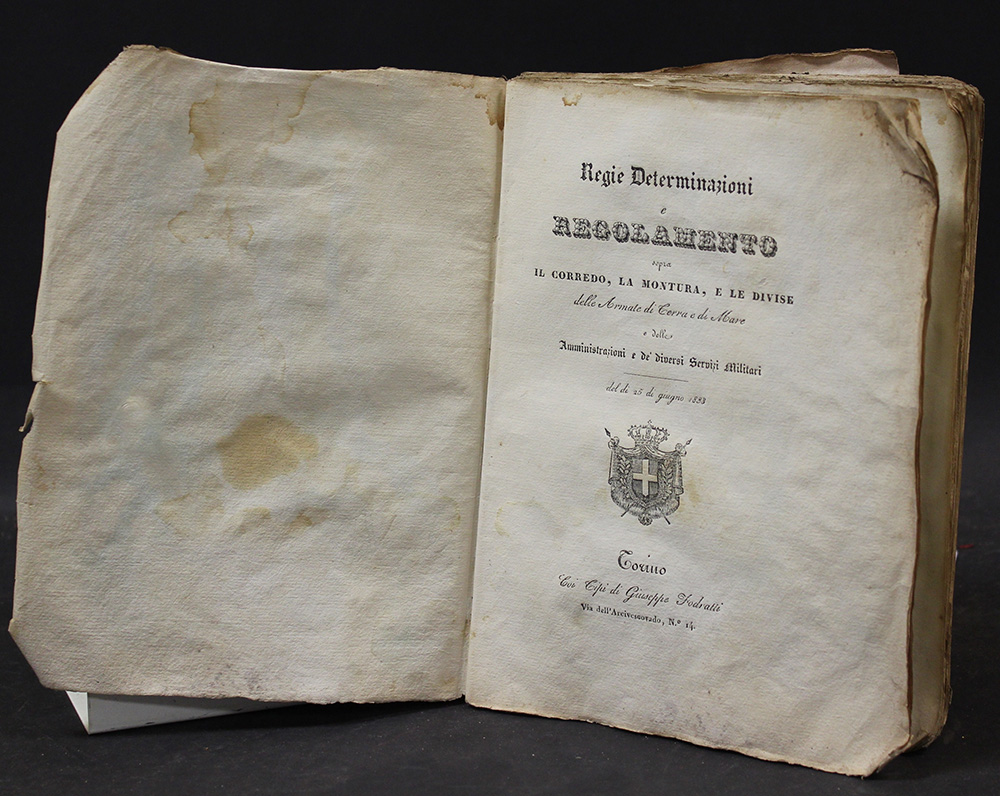 Regie Determinazioni
e
REGOLAMENTO
sopra
IL CORREDO, LA MONTURA, E LE DIVISE
delle Armate di Terra e di Mare
e delle
Amministrazioni e de' diversi Servizi Militari
del dì 25 di giugno 1833
Torino
Coi Tipi di Giuseppe Fodratti
Via dell'Arcivescovado, N.º 14.